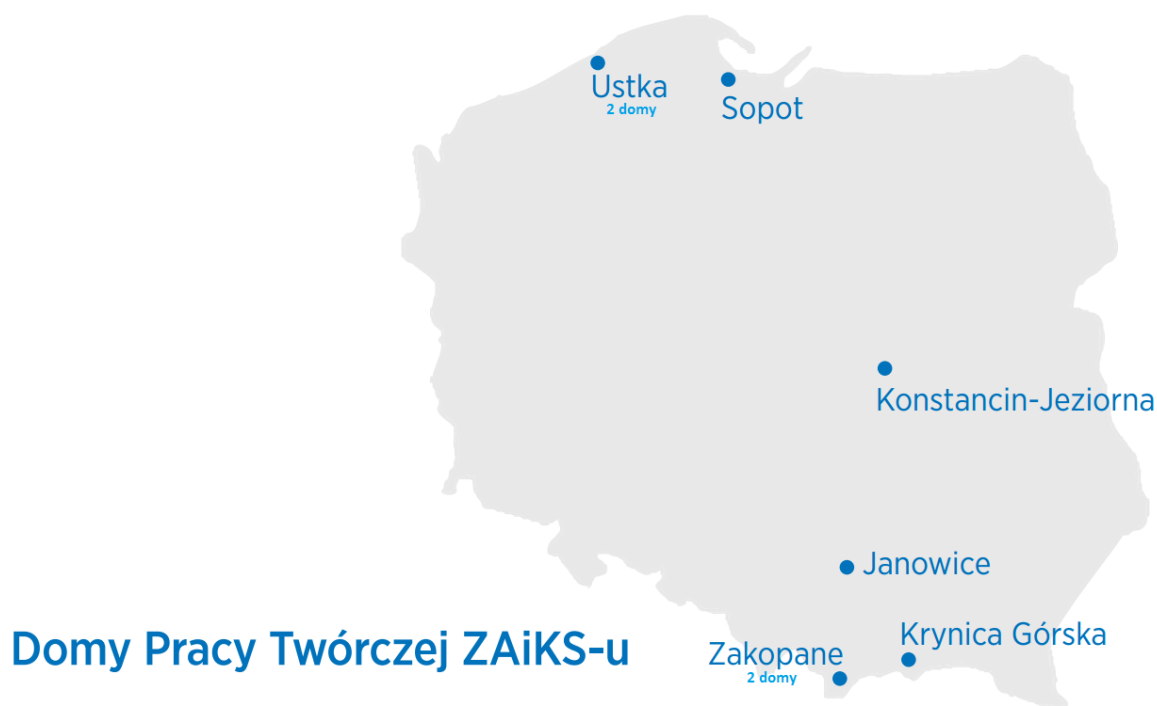 Ustka
2 domy
Sopot
Konstancin-Jeziorna
Janowice
Krynica Górska
Zakopane
2 domy
Domy Pracy Twórczej ZAiKS-u